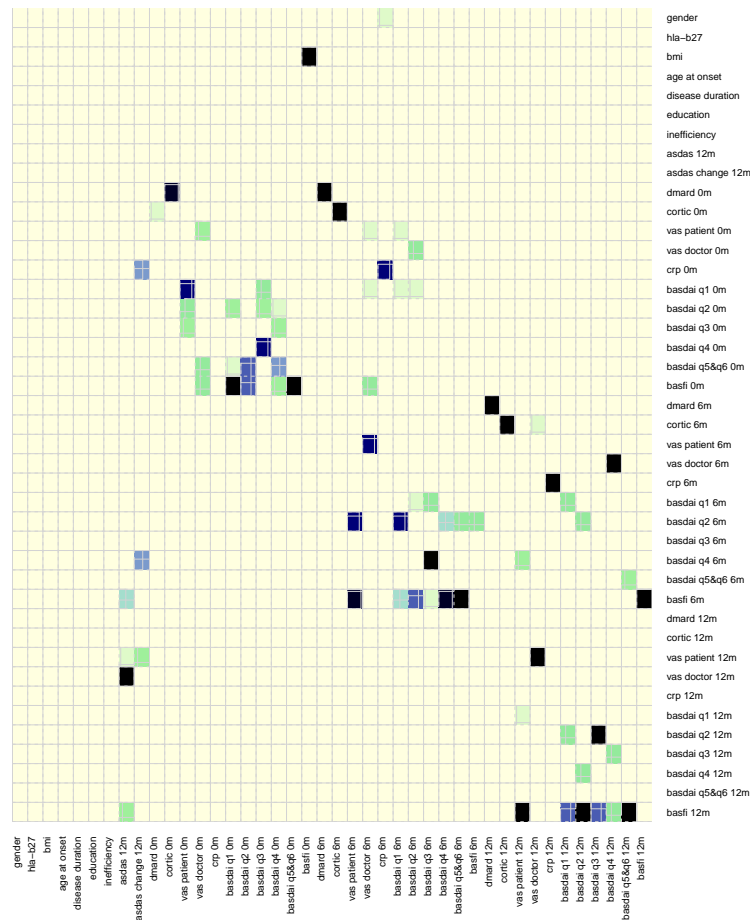 gender
hla-b27
bmi
age at onset
disease duration
education
inefficiency
asdas 12m
asdas change 12m
dmard 0m
cortic 0m
vas patient 0m
vas doctor 0m
crp 0m
basdai q1 0m
basdai q2 0m
basdai q3 0m
basdai q4 0m
basdai q5&q6 0m
basfi 0m
dmard 6m
cortic 6m
vas patient 6m
vas doctor 6m
crp 6m
basdai q1 6m
basdai q2 6m
basdai q3 6m
basdai q4 6m
basdai q5&q6 6m
basfi 6m
dmard 12m
cortic 12m
vas patient 12m
vas doctor 12m
crp 12m
basdai q1 12m
basdai q2 12m
basdai q3 12m
basdai q4 12m
basdai q5&q6 12m
basfi 12m
gender
hla-b27
bmi
age at onset
disease duration
education
inefficiency
asdas 12m
asdas change 12m
dmard 0m
cortic 0m
vas patient 0m
vas doctor 0m
crp 0m
basdai q1 0m
basdai q2 0m
basdai q3 0m
basdai q4 0m
basdai q5&q6 0m
basfi 0m
dmard 6m
cortic 6m
vas patient 6m
vas doctor 6m
crp 6m
basdai q1 6m
basdai q2 6m
basdai q3 6m
basdai q4 6m
basdai q5&q6 6m
basfi 6m
dmard 12m
cortic 12m
vas patient 12m
vas doctor 12m
crp 12m
basdai q1 12m
basdai q2 12m
basdai q3 12m
basdai q4 12m
basdai q5&q6 12m
basfi 12m